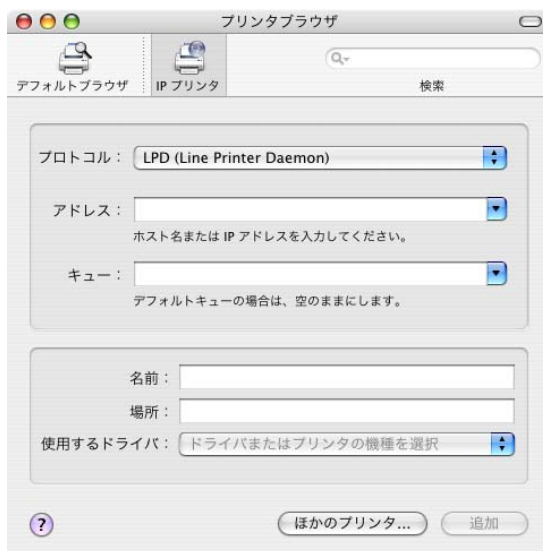 プリンタブラウザ
デフォルトブラウザ
IP プリンタ
検索
プロトコル：
LPD (Line Printer Daemon)
アドレス：
ホスト名または IP アドレスを入力してください。
キュー：
デフォルトキューの場合は、空のままにします。
名前：
場所：
使用するドライバ：
ドライバまたはプリンタの機種を選択
?
ほかのプリンタ...
追加